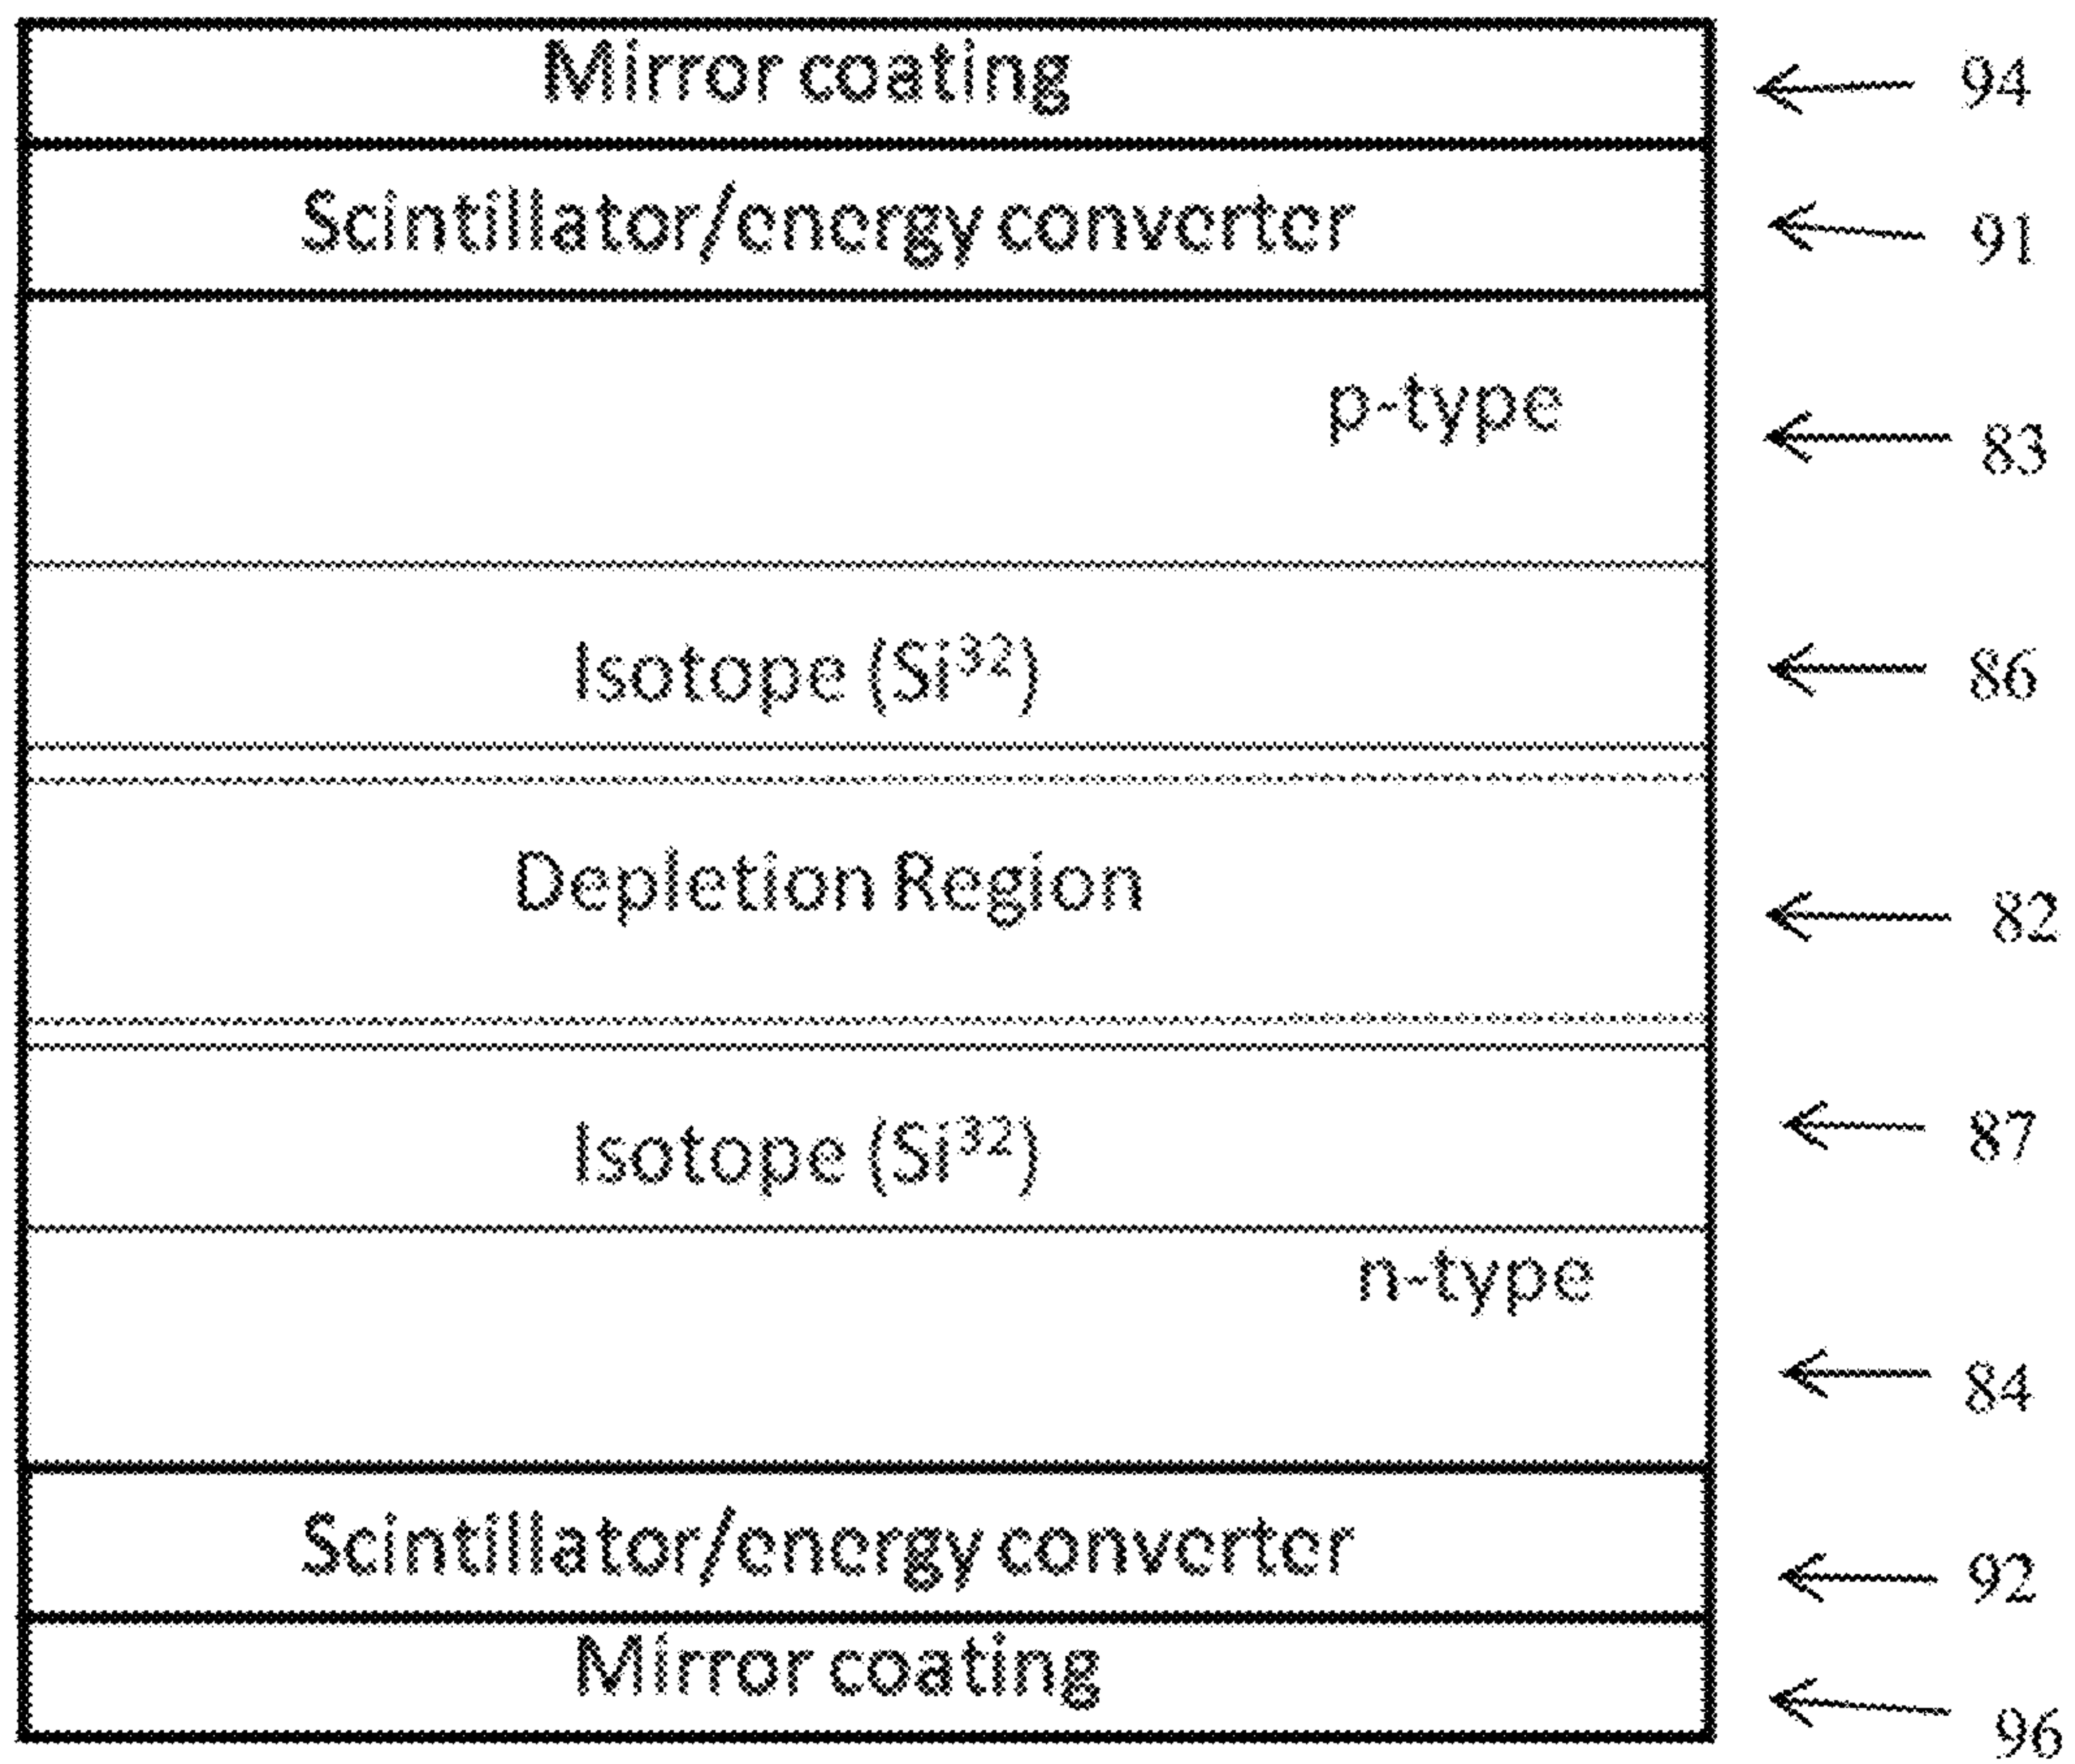 Mirror coating 94
Scintillator/energy converter 91
p-type 83
Isotope (Si³²) 86
Depletion Region 82
Isotope (Si³²) 87
n-type
84
Scintillator/energy converter 92
Mirror coating 96